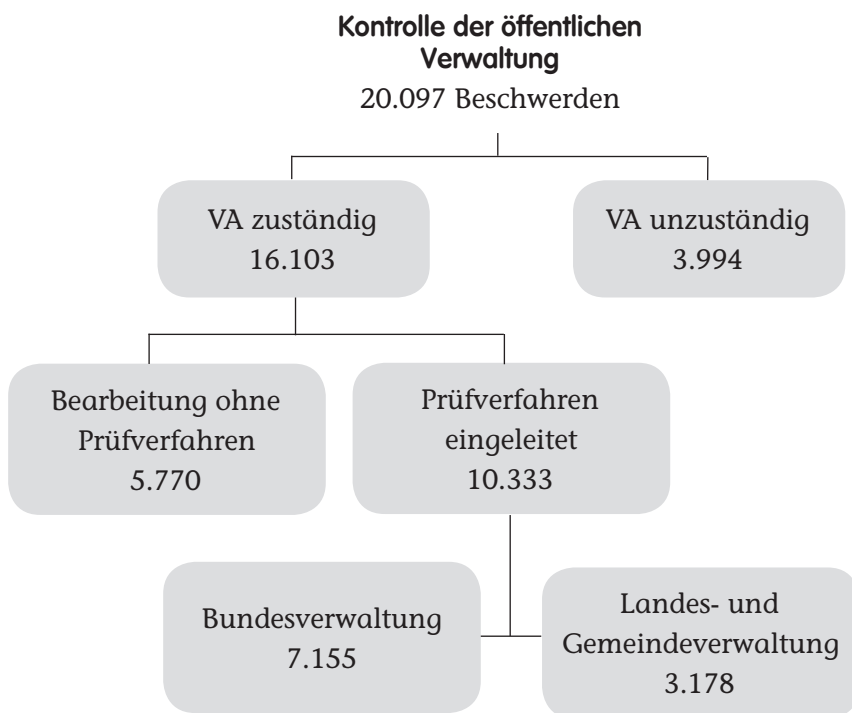 Kontrolle der öffentlichen
Verwaltung
20.097 Beschwerden
VA zuständig
16.103
VA unzuständig
3.994
Bearbeitung ohne
Prüfverfahren
5.770
Prüfverfahren
eingeleitet
10.333
Bundesverwaltung
7.155
Landes- und
Gemeindeverwaltung
3.178